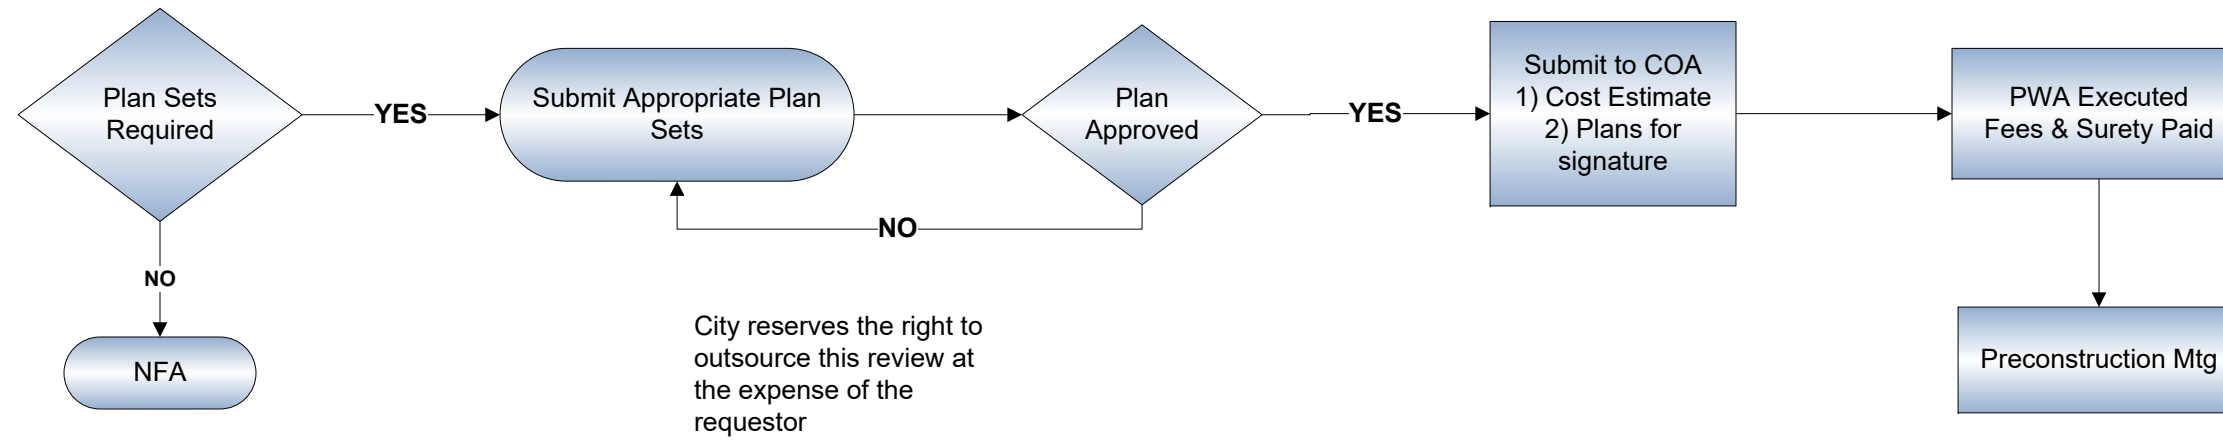 Plan Sets
Required
YES
Submit Appropriate Plan
Sets
Plan
Approved
YES
Submit to COA
1) Cost Estimate
2) Plans for
signature
PWA Executed
Fees & Surety Paid
NO
NO
NFA
City reserves the right to
outsource this review at
the expense of the
requestor
Preconstruction Mtg